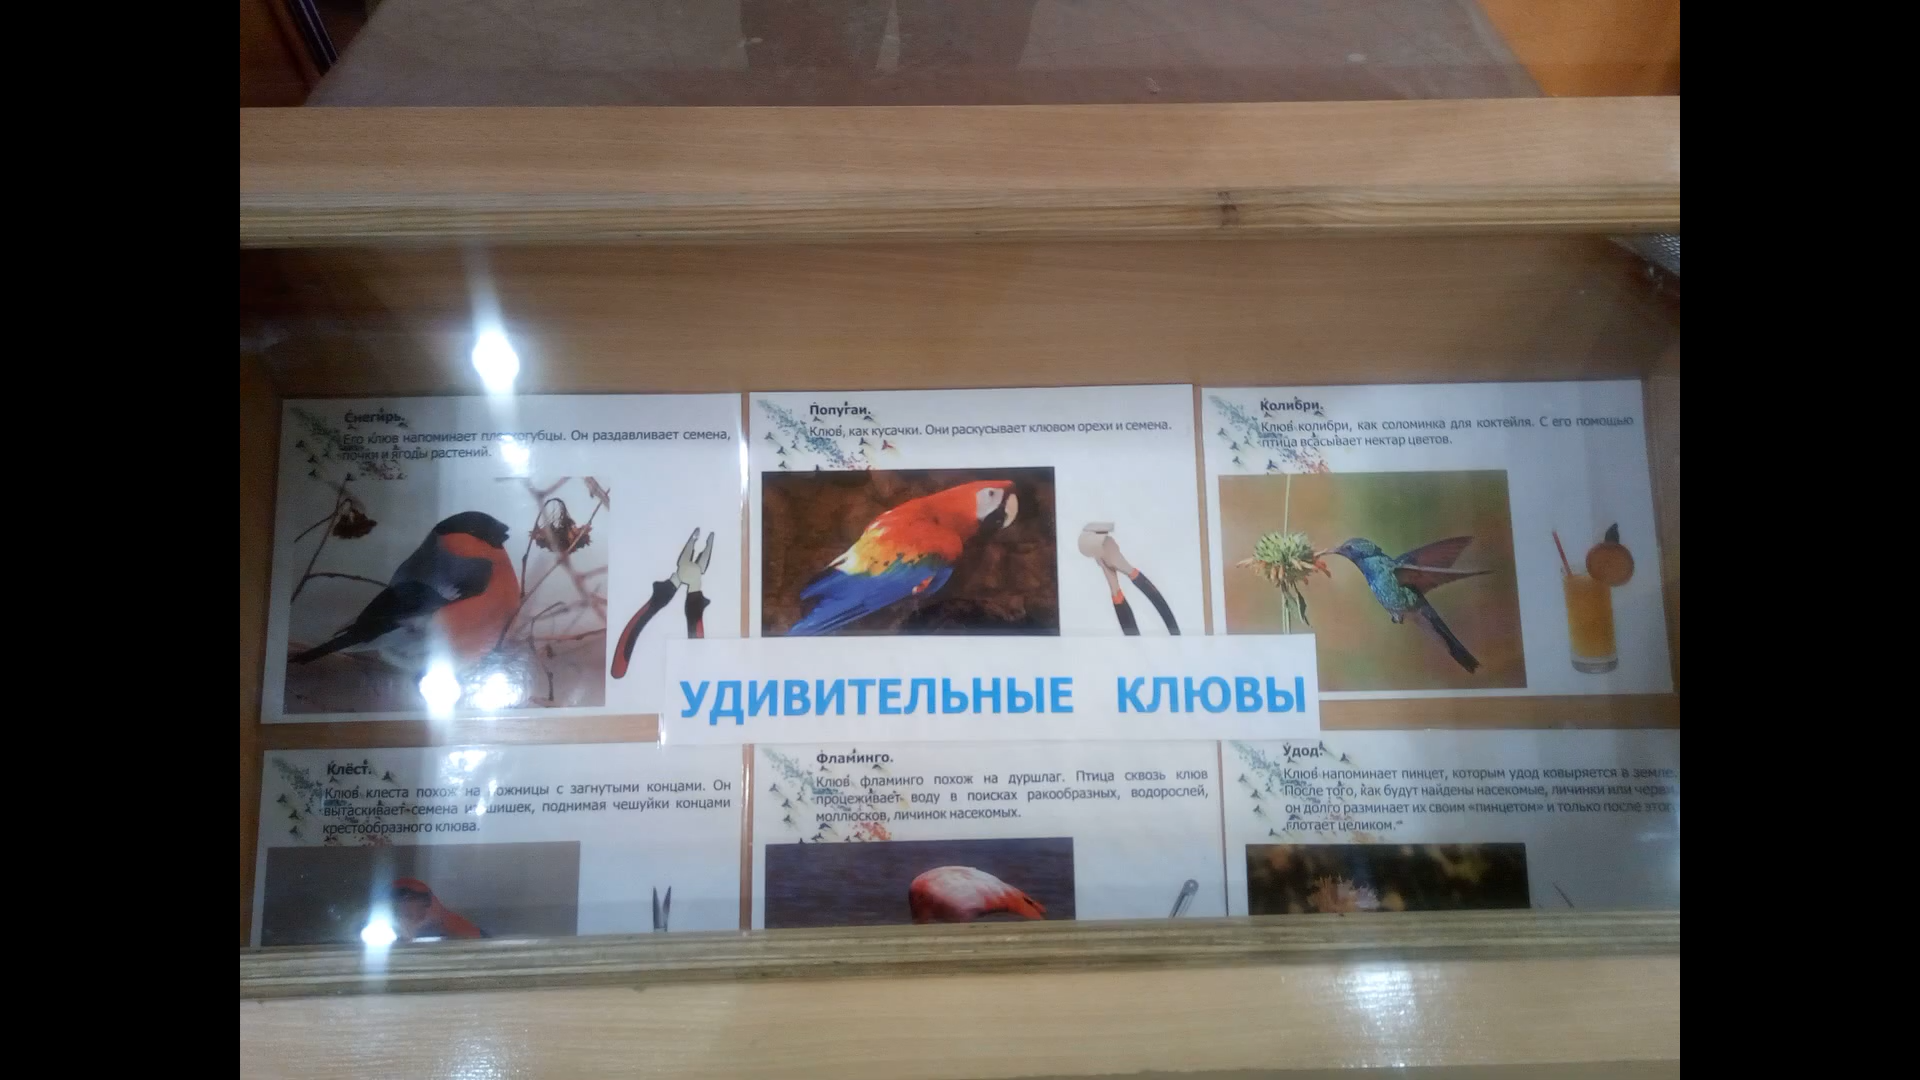 Снегирь.
Его клюв напоминает Он раздавливает семена,
почки и ягоды растений.
Попугаи.
Клюв, как кусачки. Они раскусывает клювом орехи и семена.
Колибри.
Клюв колибри, как соломинка для коктейля. С его помощью
птица всасывает нектар цветов.
УДИВИТЕЛЬНЫЕ КЛЮВЫ
Клёст.
Клюв клеста похож на ножницы с загнутыми концами. Он
вытаскивает семена из шишек, поднимая чешуйки концами
крестообразного клюва.
Фламинго.
Клюв фламинго похож на дуршлаг. Птица сквозь клюв
процеживает воду в поисках ракообразных, водорослей,
моллюсков, личинок насекомых.
Удод.
Клюв напоминает пинцет, которым удод ковыряется в земле.
После того, как будут найдены насекомые, личинки или черви,
он долго разминает их своим «пинцетом» и только после этого
глотает целиком."